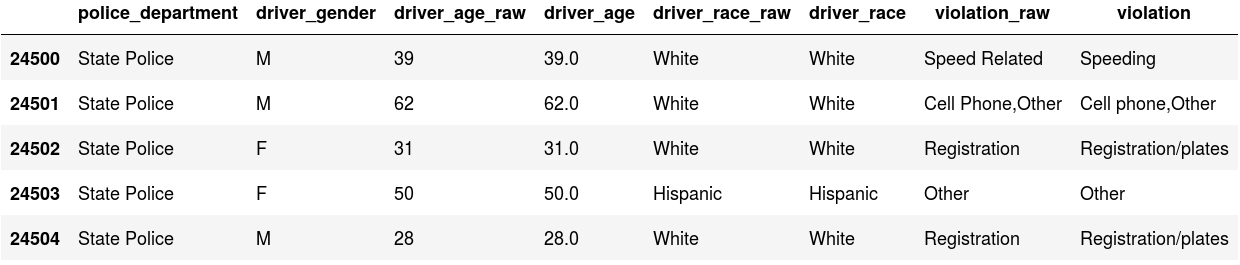 police_department driver_gender driver_age_raw driver_age driver_race_raw driver_race violation_raw violation
24500 State Police M 39 39.0 White White Speed Related Speeding
24501 State Police M 62 62.0 White White Cell Phone,Other Cell phone,Other
24502 State Police F 31 31.0 White White Registration Registration/plates
24503 State Police F 50 50.0 Hispanic Hispanic Other Other
24504 State Police M 28 28.0 White White Registration Registration/plates